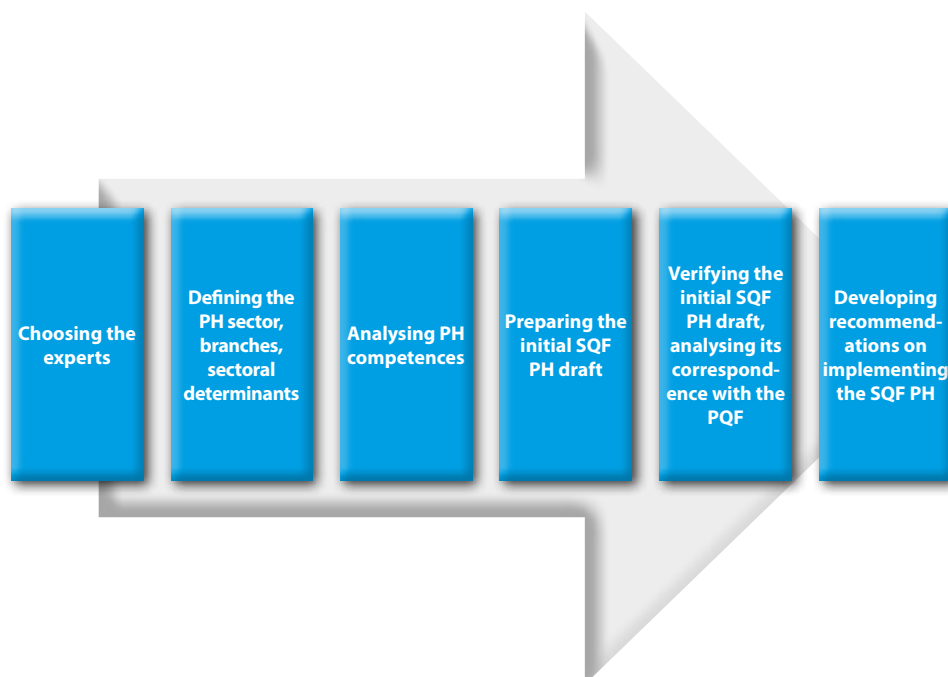 Choosing the
experts
Defining the
PH sector,
branches,
sectoral
determinants
Analysing PH
competences
Preparing the
initial SQF
PH draft
Verifying the
initial SQF
PH draft,
analysing its
correspond-
ence with the
PQF
Developing
recommend-
ations on
implementing
the SQF PH